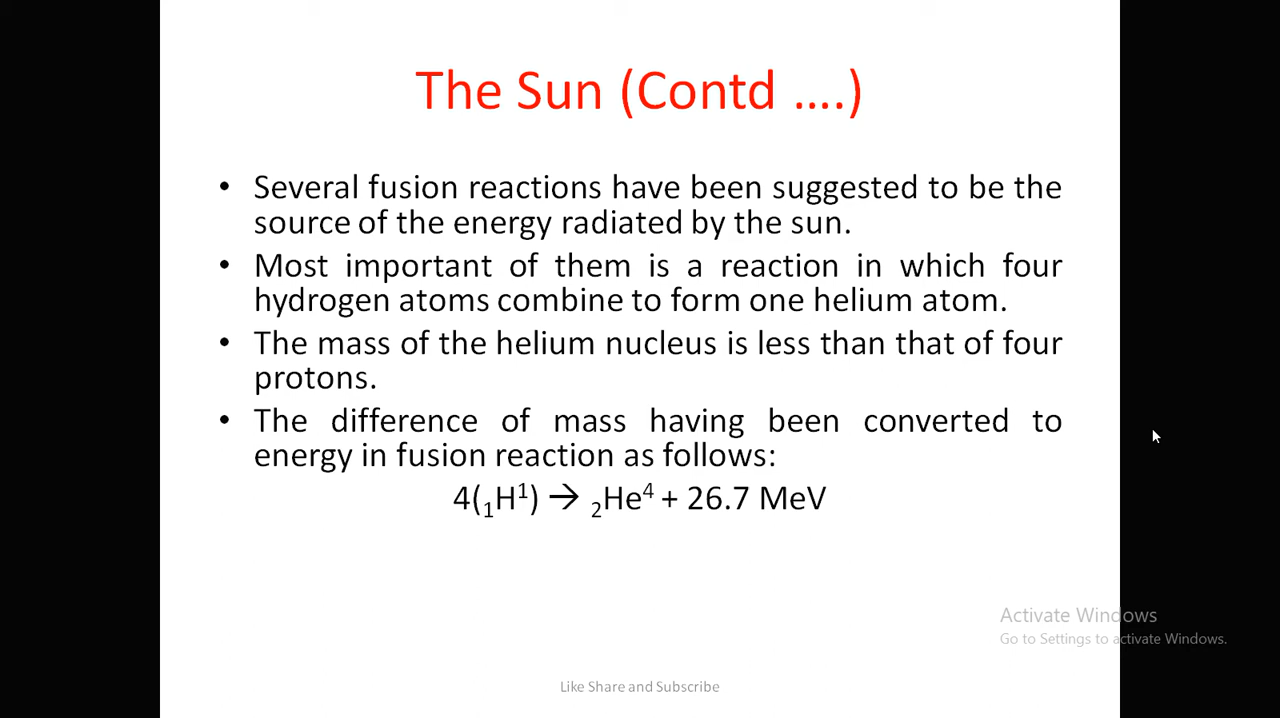 The Sun (Contd ....)
• Several fusion reactions have been suggested to be the
source of the energy radiated by the sun.
• Most important of them is a reaction in which four
hydrogen atoms combine to form one helium atom.
• The mass of the helium nucleus is less than that of four
protons.
• The difference of mass having been converted to
energy in fusion reaction as follows:
4(₁H¹) → ₂He⁴ + 26.7 MeV
Activate Windows
Go to Settings to activate Windows.
Like Share and Subscribe